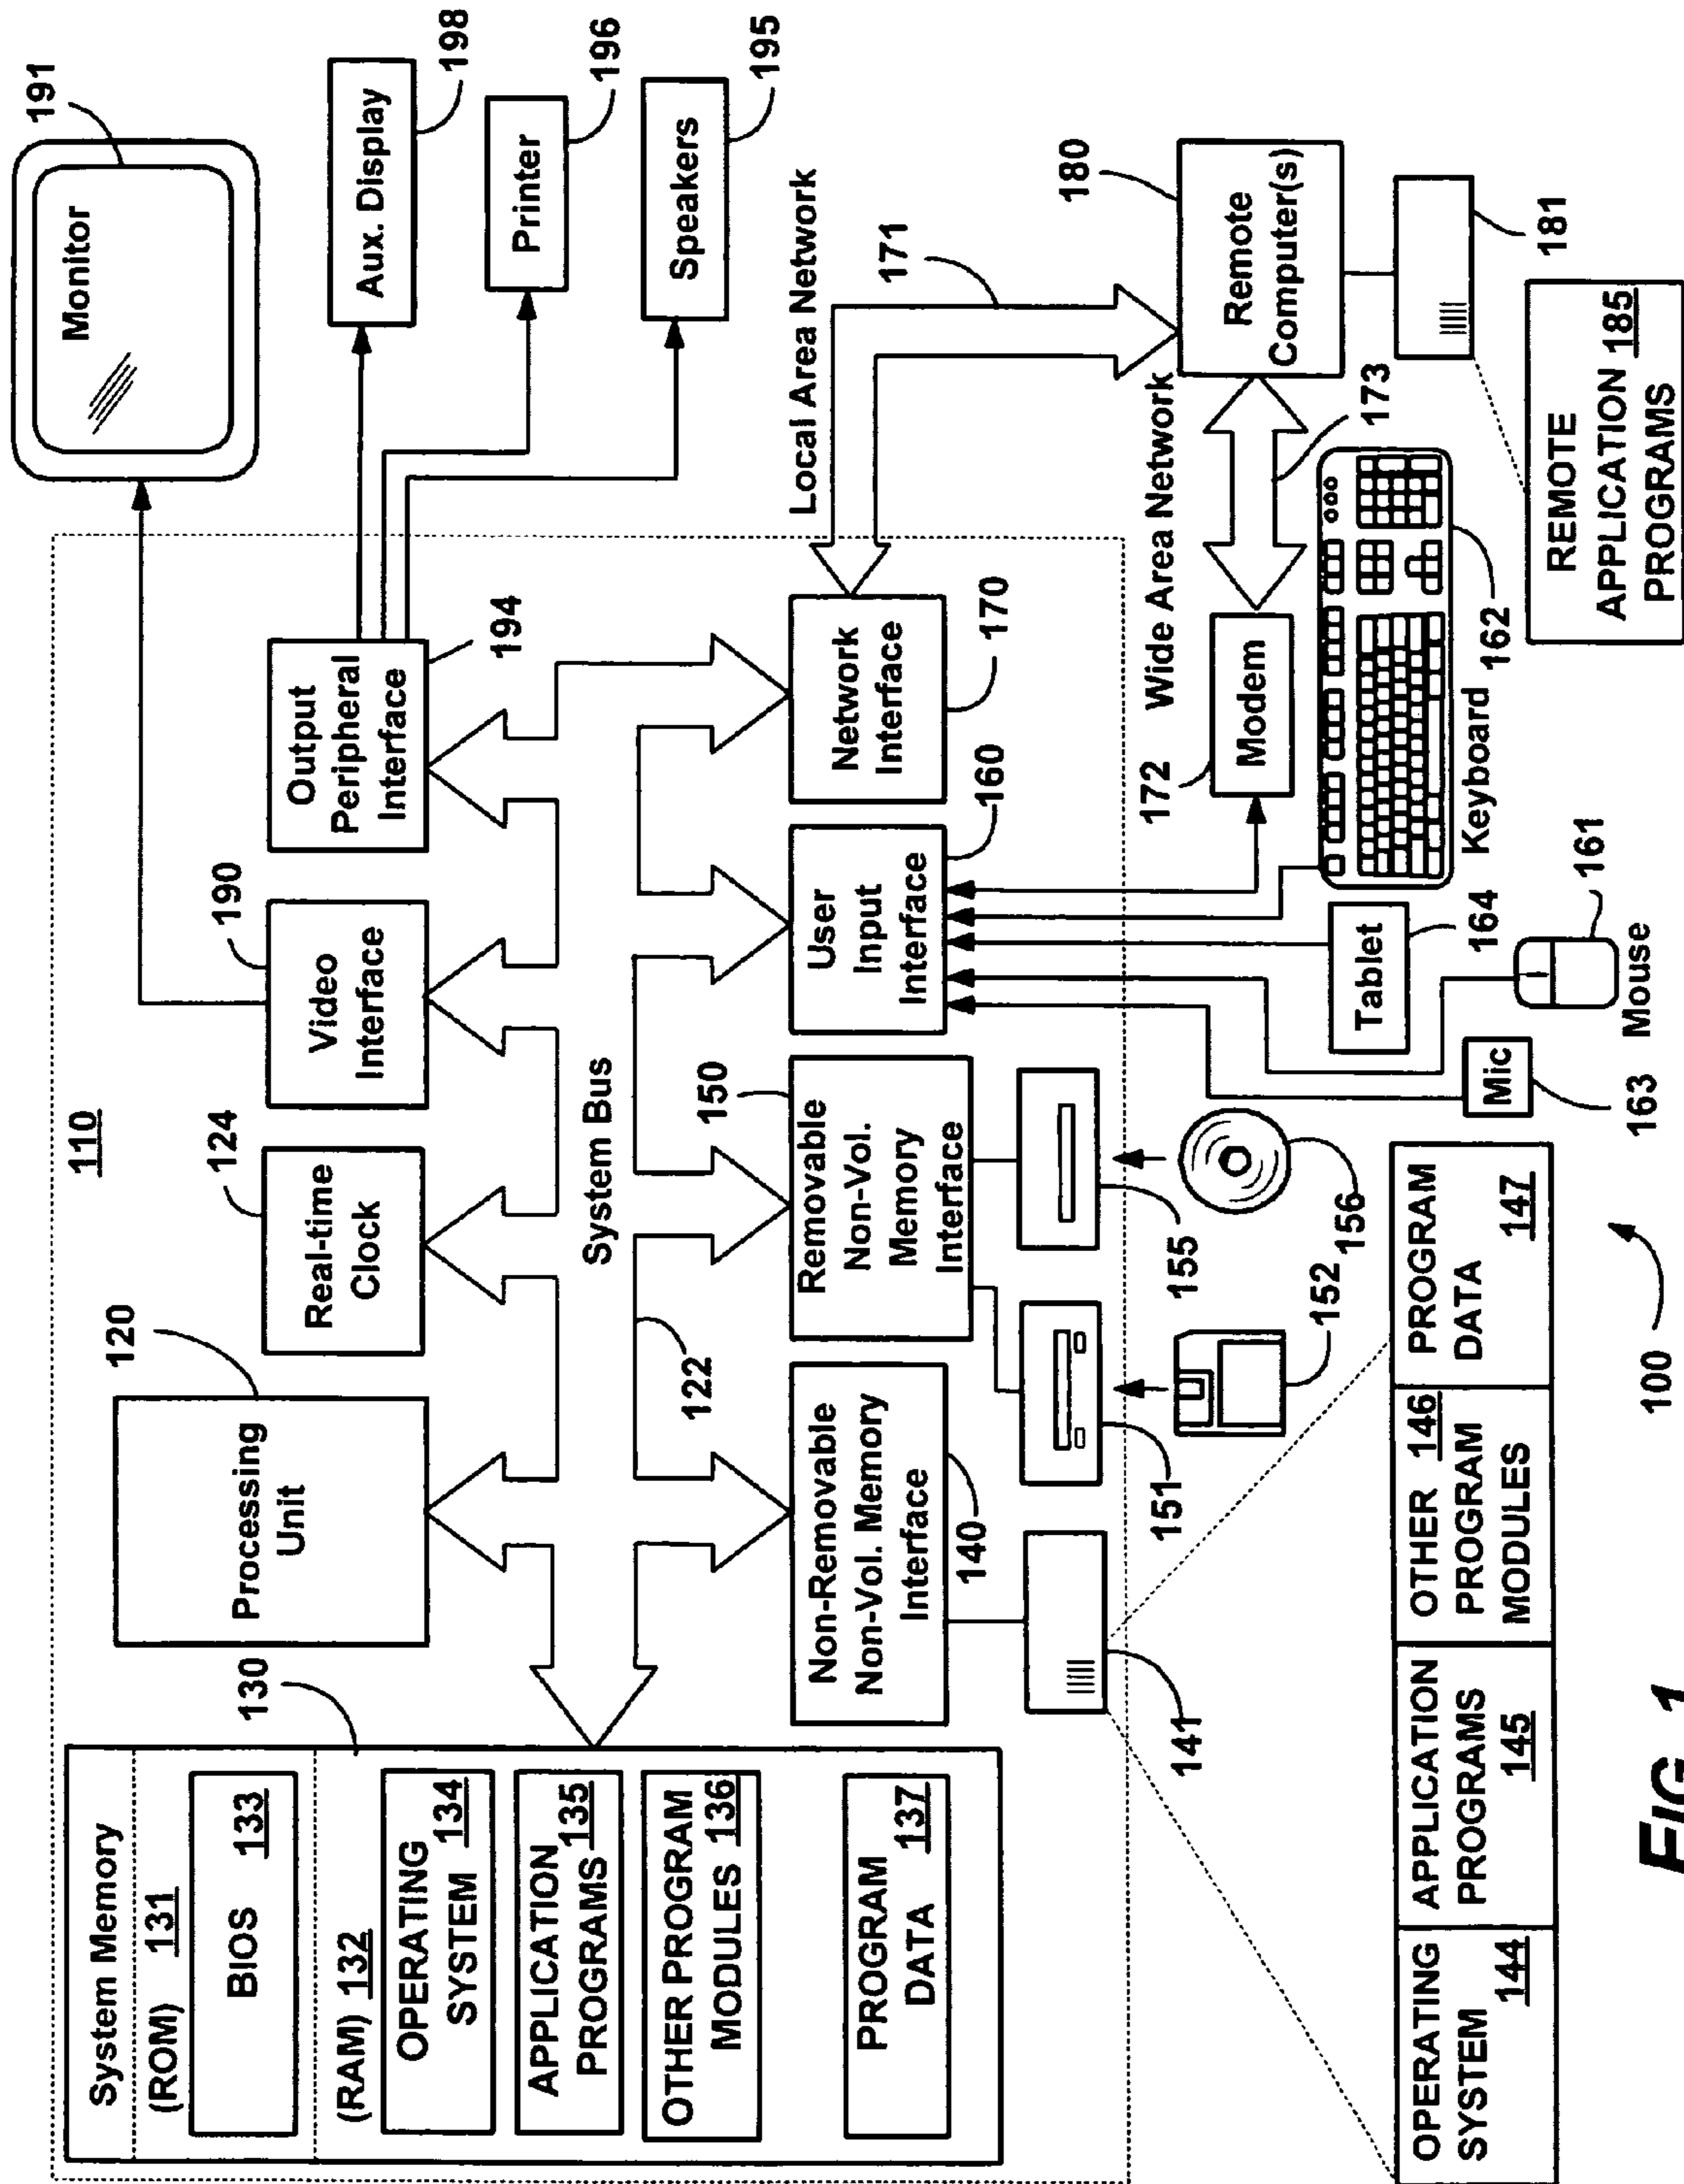 110
System Memory
(ROM) 131
BIOS 133
(RAM) 132
OPERATING
SYSTEM 134
APPLICATION
PROGRAMS 135
OTHER PROGRAM
MODULES 136
PROGRAM
DATA 137
130
Processing
Unit
120
Real-time
Clock
124
Video
Interface
190
Output
Peripheral
Interface
194
Monitor
191
Aux. Display
198
Printer
196
Speakers
195
System Bus
122
Non-Removable
Non-Vol. Memory
Interface
140
Removable
Non-Vol.
Memory
Interface
150
User
Input
Interface
160
Network
Interface
170
Local Area Network
171
141
151
152
155
156
Wide Area Network
173
Modem
172
Remote
Computer(s)
180
181
REMOTE
APPLICATION 185
PROGRAMS
Keyboard 162
Tablet
164
Mouse
161
Mic
163
OPERATING
SYSTEM
144
APPLICATION
PROGRAMS
145
OTHER 146
PROGRAM
MODULES
PROGRAM
DATA
147
100
FIG. 1